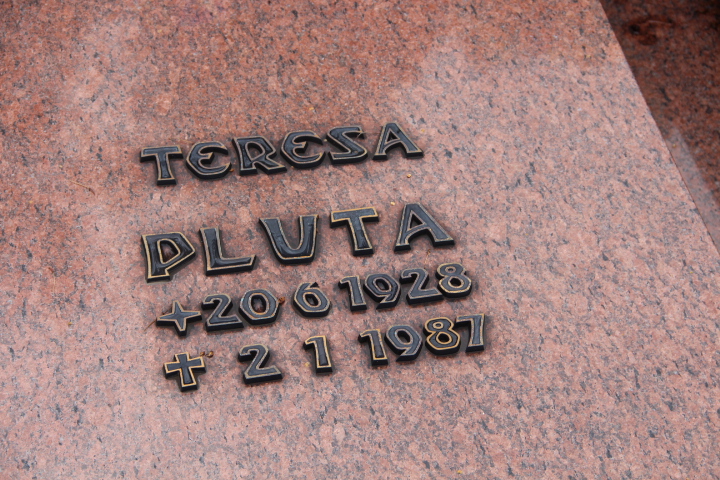 TERESA
PLUTA
✦20 6 1928
✝ 2 1 1987